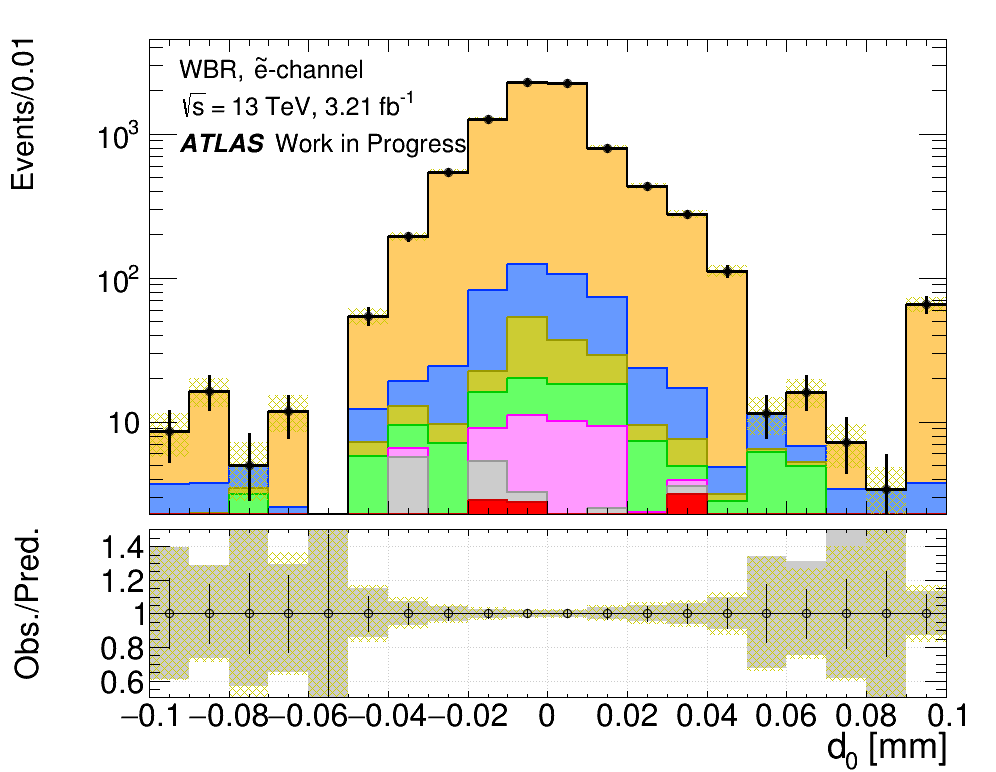 Events/0.01
WBR, ẽ-channel
√s = 13 TeV, 3.21 fb⁻¹
ATLAS Work in Progress
10³
10²
10
Obs./Pred.
1.4
1.2
1
0.8
0.6
−0.1 −0.08 −0.06 −0.04 −0.02 0 0.02 0.04 0.06 0.08 0.1
d₀ [mm]